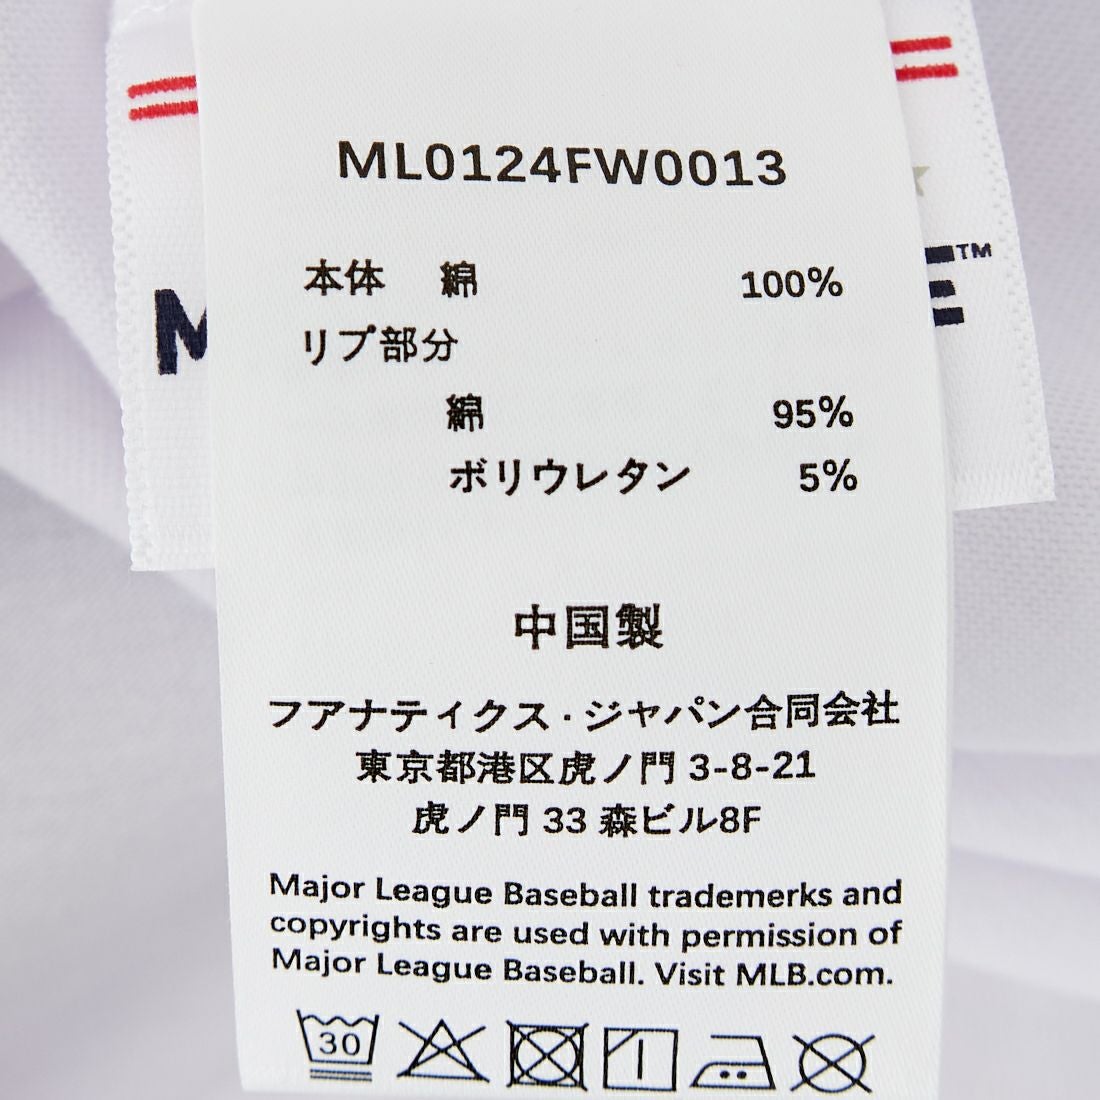 ML0124FW0013
本体 綿 100%
リブ部分
綿 95%
ポリウレタン 5%
中国製
フアナティクス・ジャパン合同会社
東京都港区虎ノ門 3-8-21
虎ノ門 33 森ビル8F
Major League Baseball trademerks and
copyrights are used with permission of
Major League Baseball. Visit MLB.com.
30
M
E™